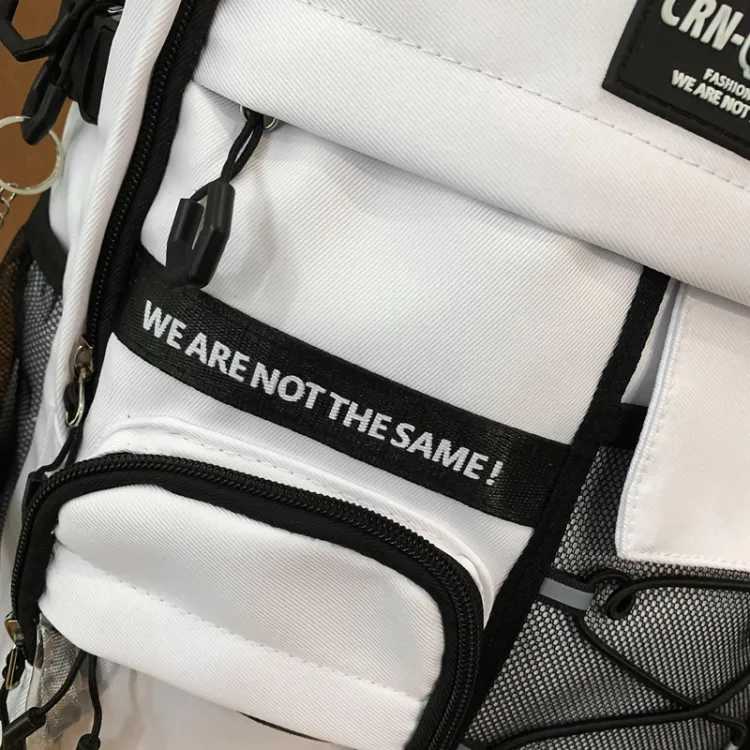 CRN-
FASHION
WE ARE NOT
WE ARE NOT THE SAME!